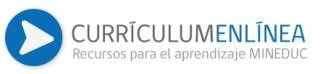 CURRÍCULUMENLÍNEA
Recursos para el aprendizaje MINEDUC